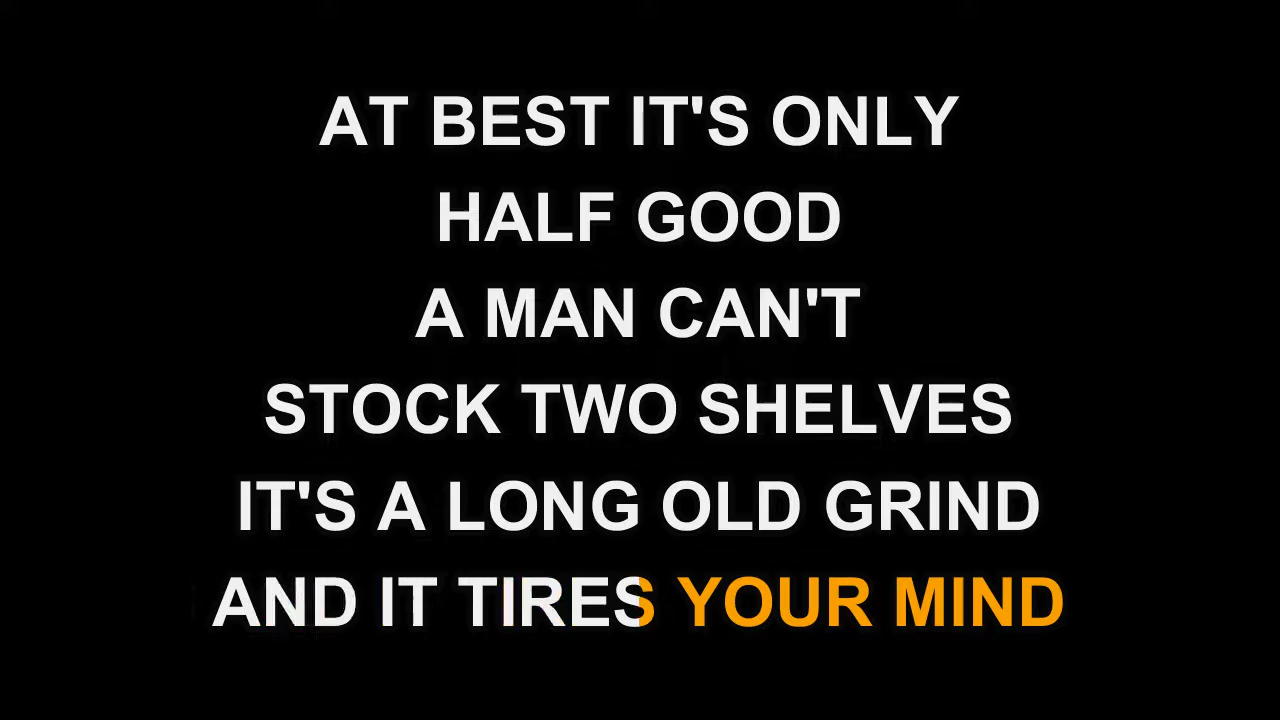 AT BEST IT'S ONLY
HALF GOOD
A MAN CAN'T
STOCK TWO SHELVES
IT'S A LONG OLD GRIND
AND IT TIRES YOUR MIND